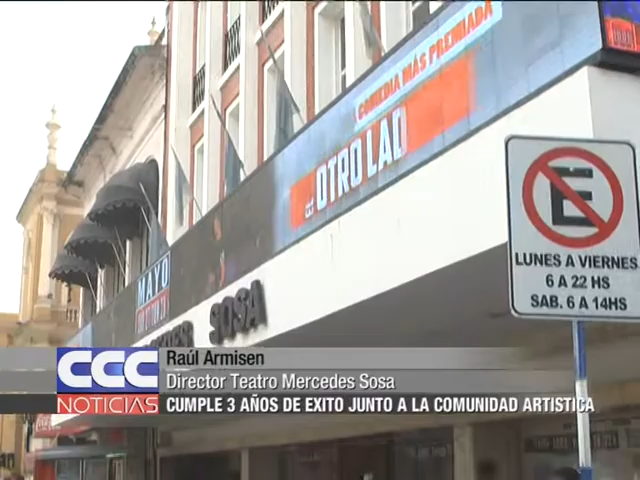 COMEDIA MÁS PREMIADA
OTRO LADO
MAYO
SOSA
E
LUNES A VIERNES
6 A 22 HS
SAB. 6 A 14HS
CCC
NOTICIAS
Raúl Armisen
Director Teatro Mercedes Sosa
CUMPLE 3 AÑOS DE EXITO JUNTO A LA COMUNIDAD ARTISTICA